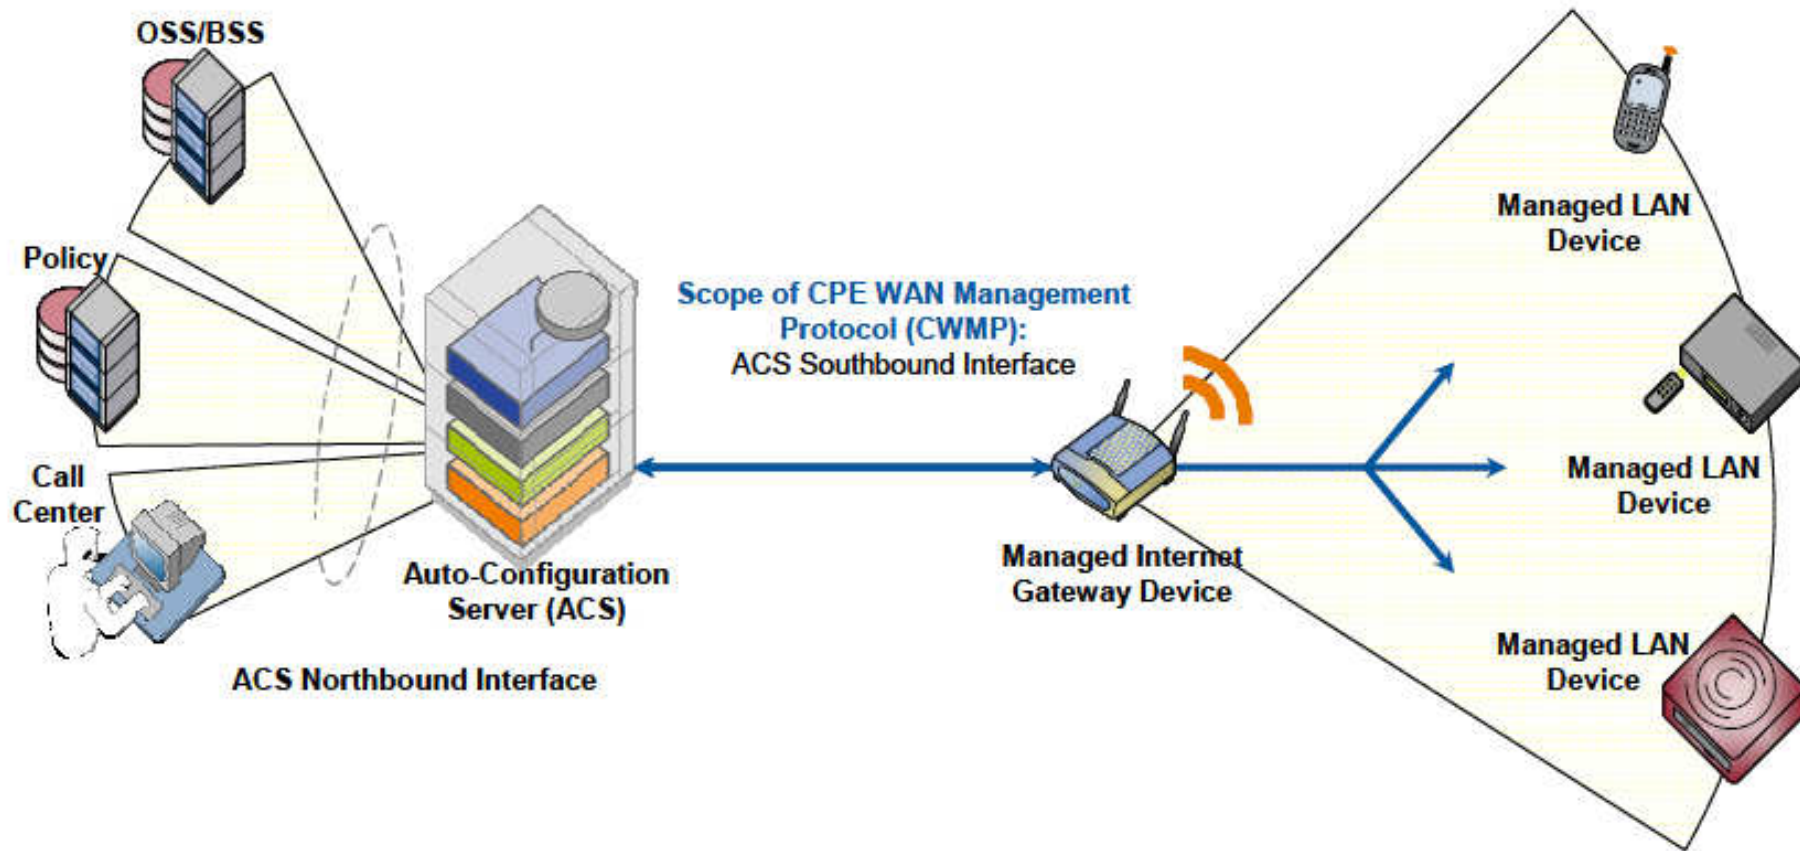 OSS/BSS
Policy
Call
Center
Auto-Configuration
Server (ACS)
ACS Northbound Interface
Scope of CPE WAN Management
Protocol (CWMP):
ACS Southbound Interface
Managed Internet
Gateway Device
Managed LAN
Device
Managed LAN
Device
Managed LAN
Device